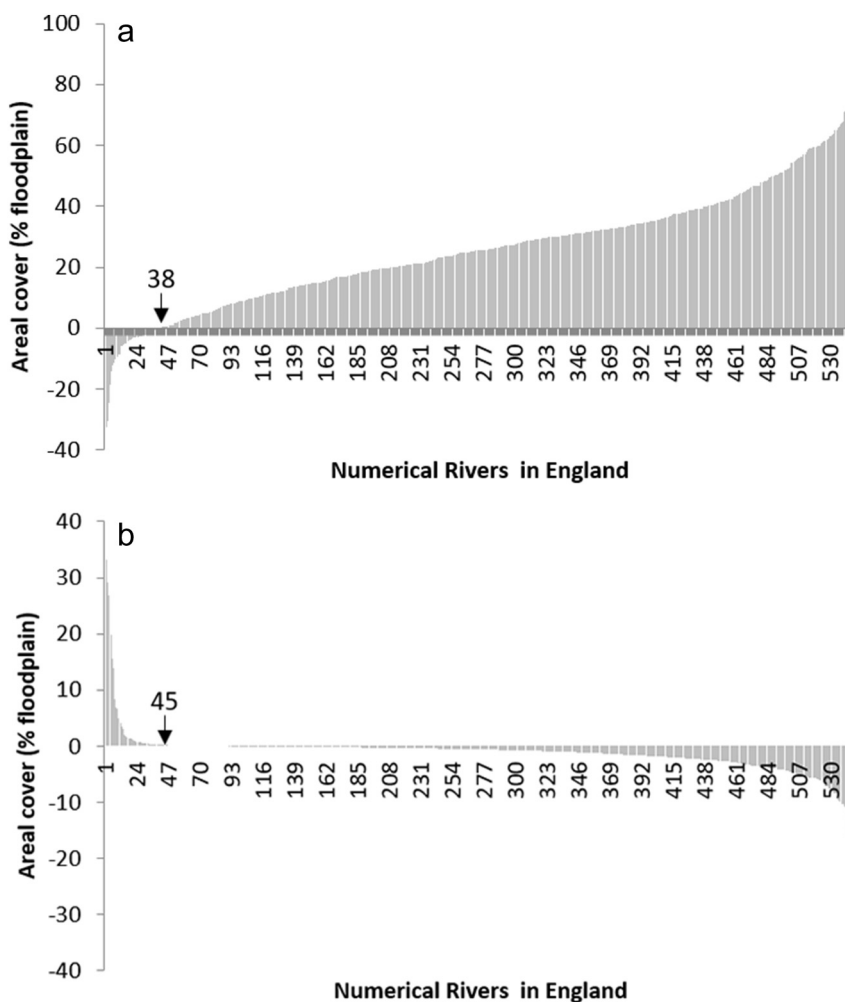 a
100
80
60
40
20
0
-20
-40
Areal cover (% floodplain)
38
1 24 47 70 93 116 139 162 185 208 231 254 277 300 323 346 369 392 415 438 461 484 507 530
Numerical Rivers in England
b
40
30
20
10
0
-10
-20
-30
-40
Areal cover (% floodplain)
45
1 24 47 70 93 116 139 162 185 208 231 254 277 300 323 346 369 392 415 438 461 484 507 530
Numerical Rivers in England